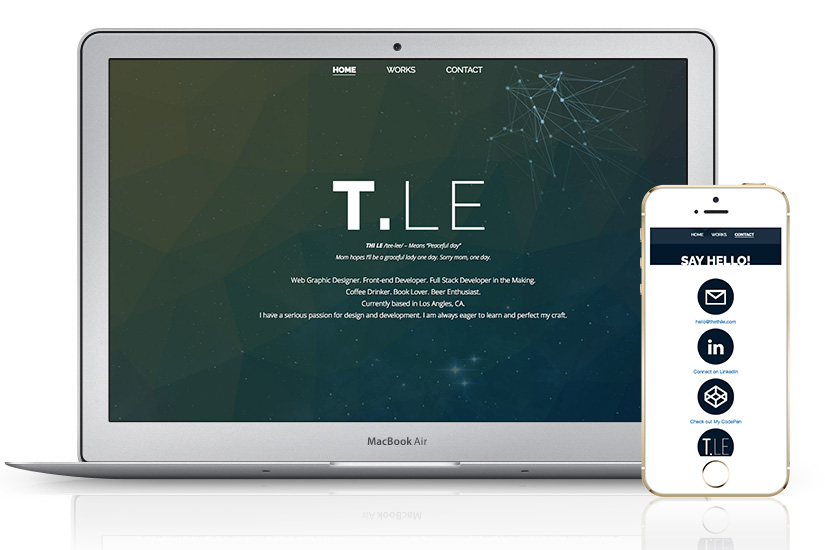 HOME WORKS CONTACT
T.LE
THI LE /tee-lee/ – Means "Peaceful day"
Mom hopes I'll be a graceful lady one day. Sorry mom, one day.
Web Graphic Designer. Front-end Developer. Full Stack Developer in the Making.
Coffee Drinker, Book Lover, Beer Enthusiast.
Currently based in Los Angles, CA.
I have a serious passion for design and development. I am always eager to learn and perfect my craft.
MacBook Air
HOME WORKS CONTACT
SAY HELLO!
hello@thethile.com
in
Connect on LinkedIn
Check out My CodePen
T.LE